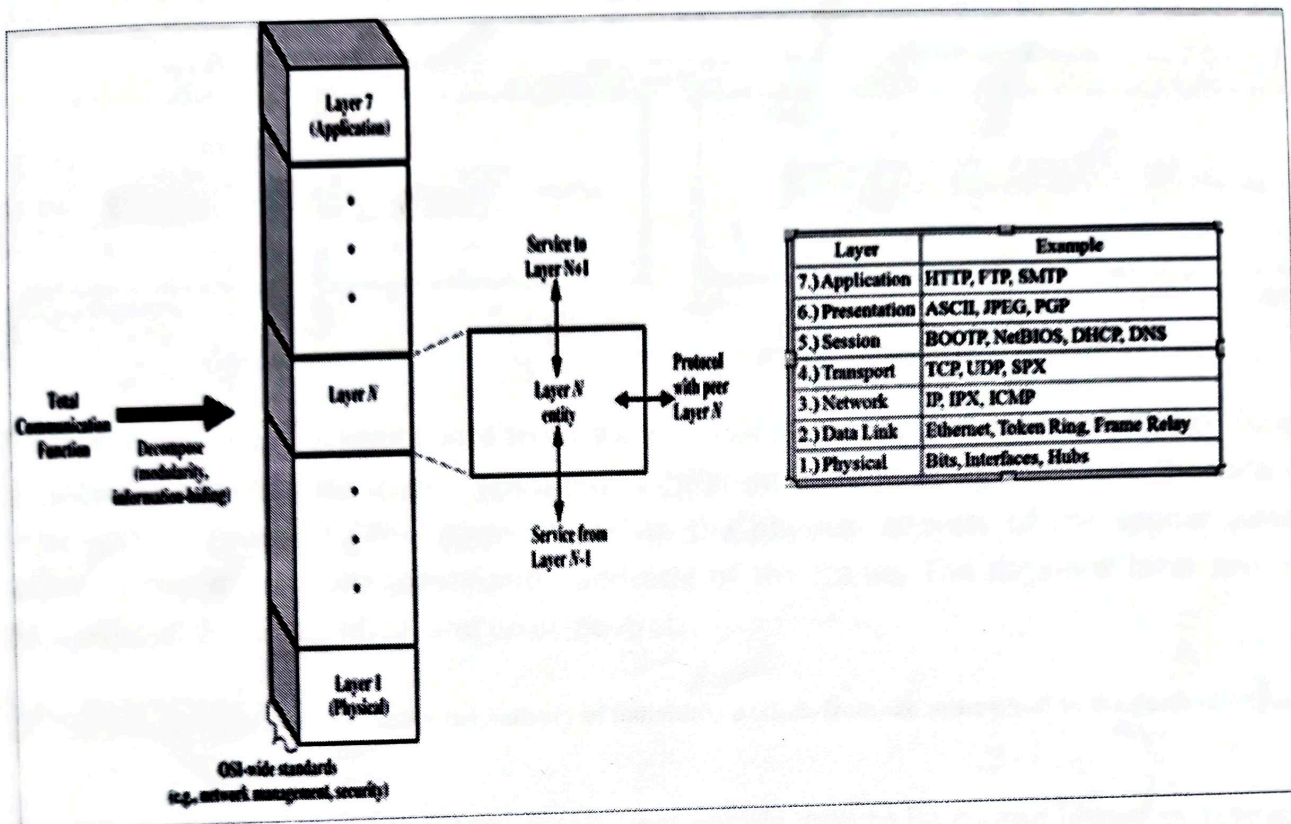 Layer 7
(Application)
Service to
Layer N+1
Layer N
Layer N
entity
Protocol
with peer
Layer N
Total
Communication
Function
Decompose
(modularity,
information-hiding)
Service from
Layer N-1
Layer 1
(Physical)
OSI-wide standards
(e.g., network management, security)
Layer Example
7.) Application HTTP, FTP, SMTP
6.) Presentation ASCII, JPEG, PGP
5.) Session BOOTP, NetBIOS, DHCP, DNS
4.) Transport TCP, UDP, SPX
3.) Network IP, IPX, ICMP
2.) Data Link Ethernet, Token Ring, Frame Relay
1.) Physical Bits, Interfaces, Hubs